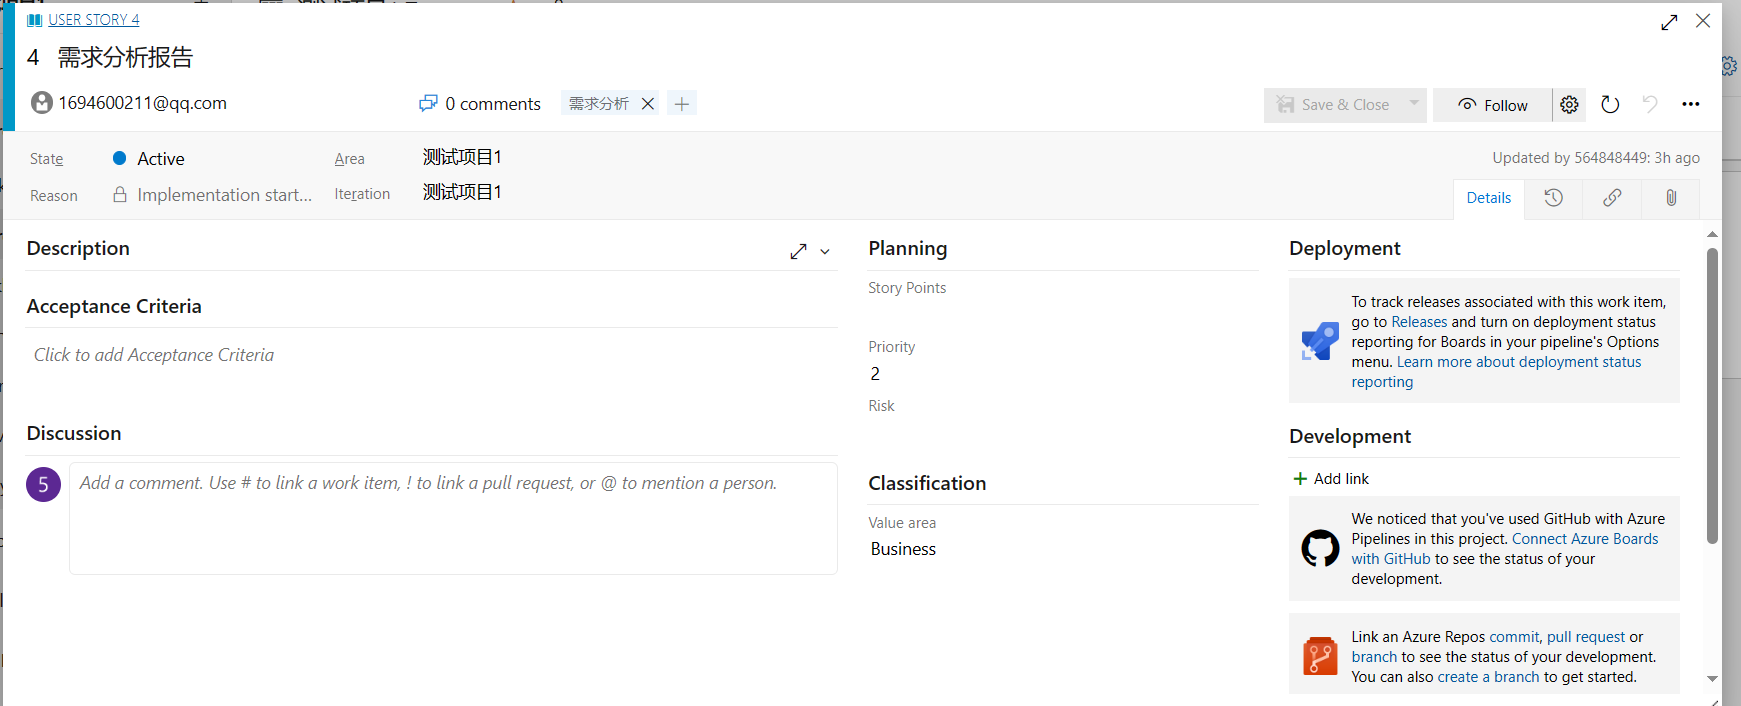 USER STORY 4
4 需求分析报告
1694600211@qq.com
0 comments
需求分析
Save & Close
Follow
State
Active
Area
测试项目1
Updated by 564848449: 3h ago
Reason
Implementation start...
Iteration
测试项目1
Details
Description
Acceptance Criteria
Click to add Acceptance Criteria
Discussion
5
Add a comment. Use # to link a work item, ! to link a pull request, or @ to mention a person.
Planning
Story Points
Priority
2
Risk
Classification
Value area
Business
Deployment
To track releases associated with this work item,
go to Releases and turn on deployment status
reporting for Boards in your pipeline's Options
menu. Learn more about deployment status
reporting
Development
Add link
We noticed that you've used GitHub with Azure
Pipelines in this project. Connect Azure Boards
with GitHub to see the status of your
development.
Link an Azure Repos commit, pull request or
branch to see the status of your development.
You can also create a branch to get started.